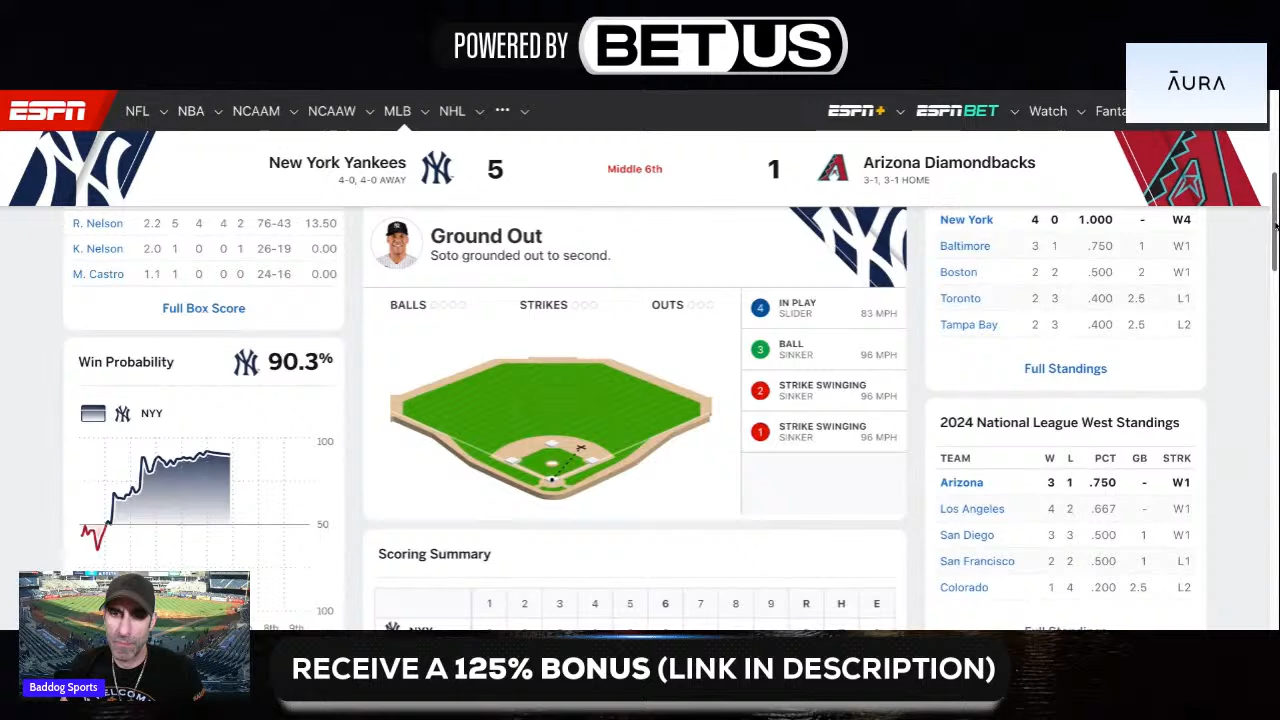 POWERED BY BETUS
ĀURA
ESPN NFL NBA NCAAM NCAAW MLB NHL ••• ESPN+ ESPN BET Watch Fanta
New York Yankees 5 Middle 6th 1 Arizona Diamondbacks
4-0, 4-0 AWAY 3-1, 3-1 HOME
R. Nelson 2.2 5 4 4 2 76-43 13.50
K. Nelson 2.0 1 0 0 1 26-19 0.00
M. Castro 1.1 1 0 0 0 24-16 0.00
Full Box Score
Win Probability NY 90.3%
NY NYY
100
50
100
8th 9th
Ground Out
Soto grounded out to second.
BALLS STRIKES OUTS
4 IN PLAY
SLIDER 83 MPH
3 BALL
SINKER 96 MPH
2 STRIKE SWINGING
SINKER 96 MPH
1 STRIKE SWINGING
SINKER 96 MPH
Scoring Summary
1 2 3 4 5 6 7 8 9 R H E
NYY
New York 4 0 1.000 - W4
Baltimore 3 1 .750 1 W1
Boston 2 2 .500 2 W1
Toronto 2 3 .400 2.5 L1
Tampa Bay 2 3 .400 2.5 L2
Full Standings
2024 National League West Standings
TEAM W L PCT GB STRK
Arizona 3 1 .750 - W1
Los Angeles 4 2 .667 - W1
San Diego 3 3 .500 1 W1
San Francisco 2 2 .500 1 L1
Colorado 1 4 .200 2.5 L2
Full Standings
Baddog Sports
RECEIVE A 125% BONUS (LINK IN DESCRIPTION)